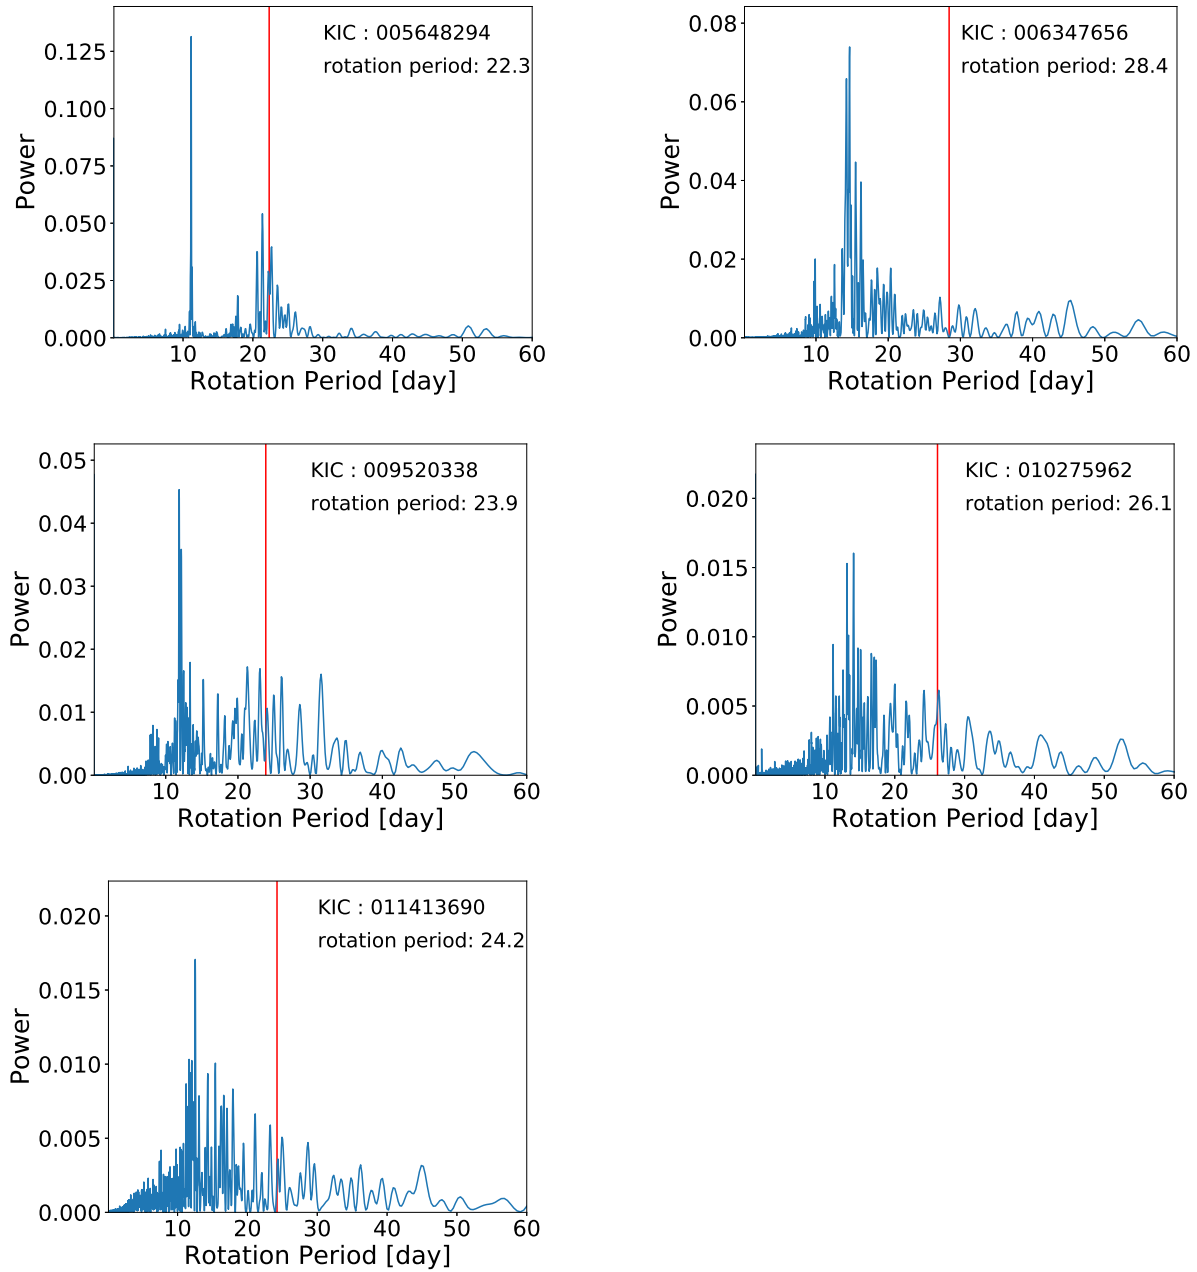 KIC : 005648294
rotation period: 22.3
0.125
0.100
0.075
0.050
0.025
0.000
Power
10 20 30 40 50 60
Rotation Period [day]
KIC : 006347656
rotation period: 28.4
0.08
0.06
0.04
0.02
0.00
Power
10 20 30 40 50 60
Rotation Period [day]
KIC : 009520338
rotation period: 23.9
0.05
0.04
0.03
0.02
0.01
0.00
Power
10 20 30 40 50 60
Rotation Period [day]
KIC : 010275962
rotation period: 26.1
0.020
0.015
0.010
0.005
0.000
Power
10 20 30 40 50 60
Rotation Period [day]
KIC : 011413690
rotation period: 24.2
0.020
0.015
0.010
0.005
0.000
Power
10 20 30 40 50 60
Rotation Period [day]